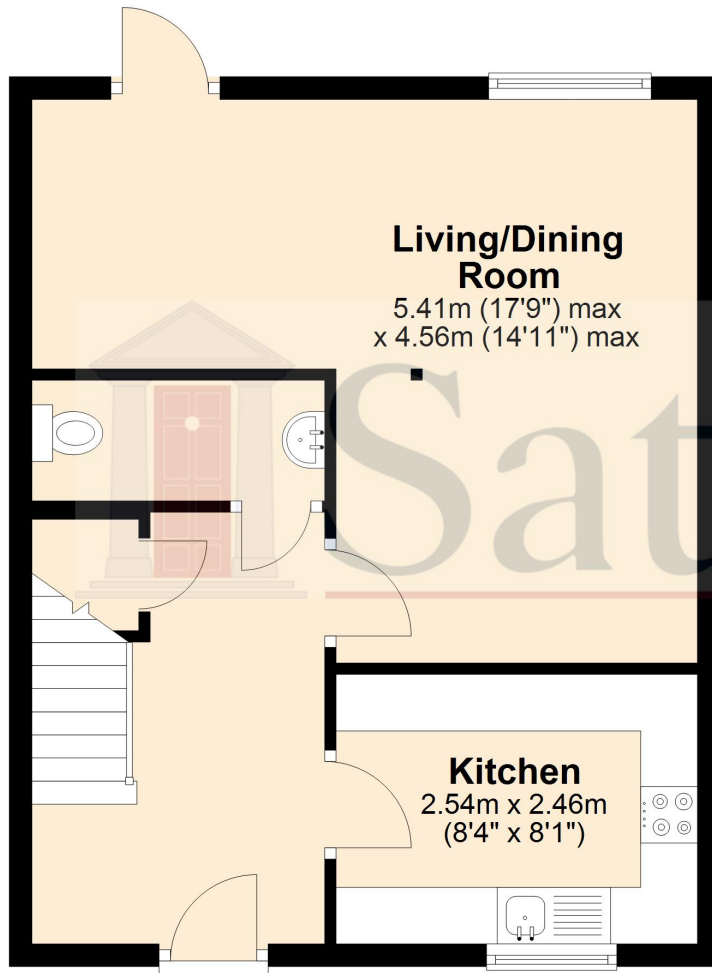 Living/Dining
Room
5.41m (17'9") max
x 4.56m (14'11") max
Sat
Kitchen
2.54m x 2.46m
(8'4" x 8'1")